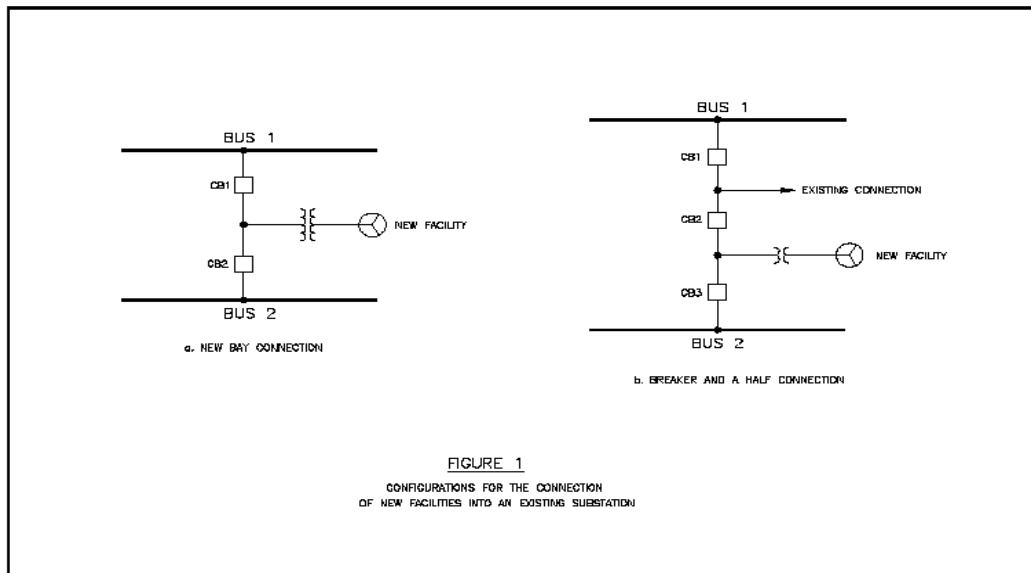 BUS 1
CB1
NEW FACILITY
CB2
BUS 2
a. NEW BAY CONNECTION
BUS 1
CB1
EXISTING CONNECTION
CB2
NEW FACILITY
CB3
BUS 2
b. BREAKER AND A HALF CONNECTION
FIGURE 1
CONFIGURATIONS FOR THE CONNECTION
OF NEW FACILITIES INTO AN EXISTING SUBSTATION